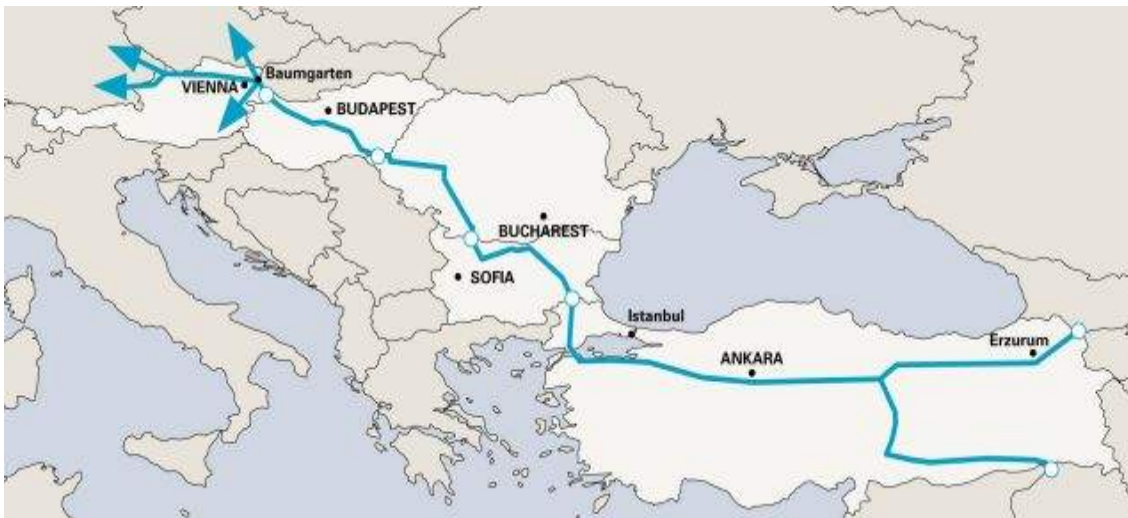 Baumgarten
VIENNA
BUDAPEST
BUCHAREST
SOFIA
Istanbul
Erzurum
ANKARA